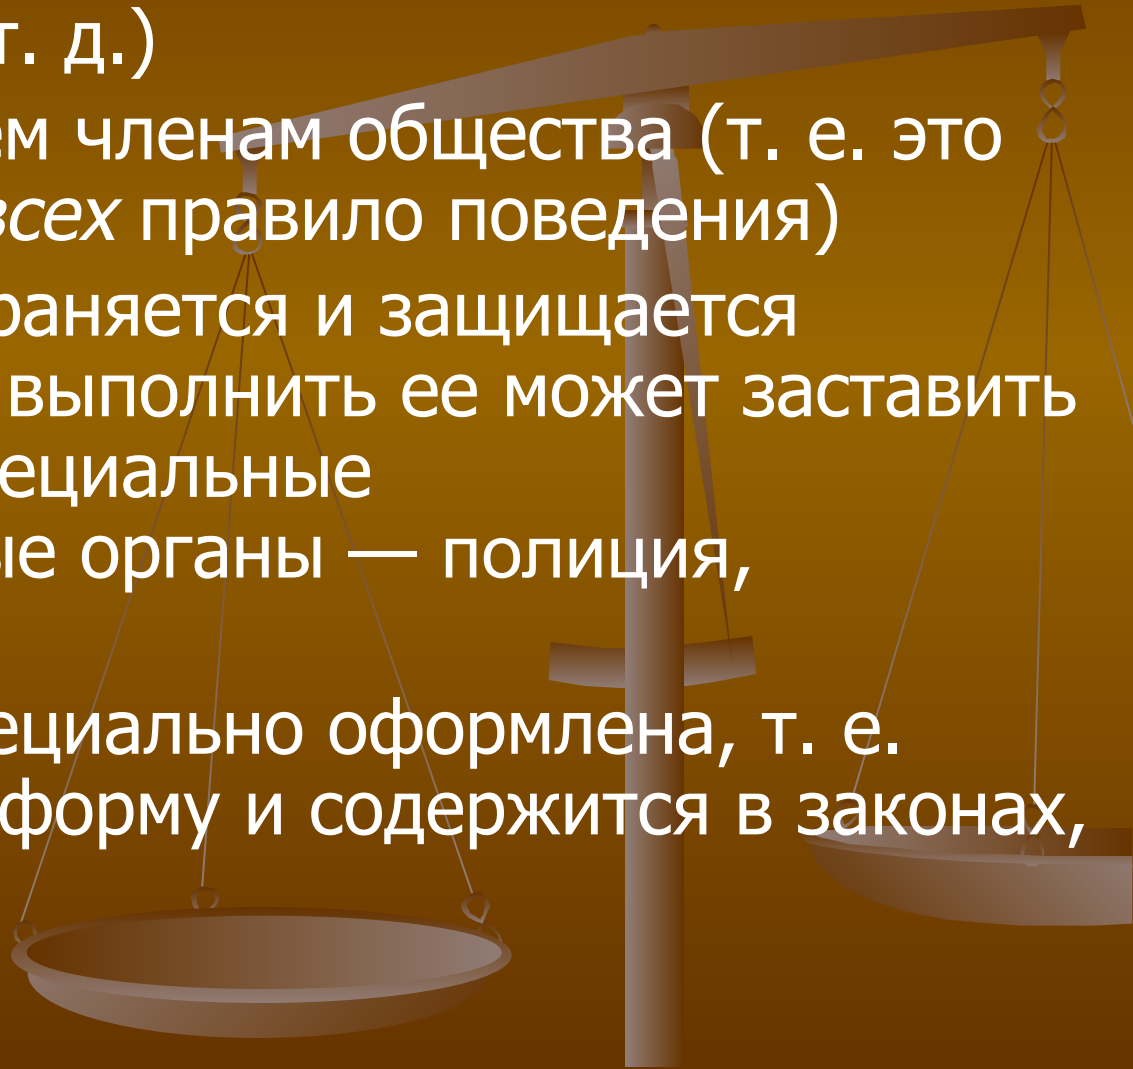 т. д.)
ем членам общества (т. е. это
всех правило поведения)
раняется и защищается
выполнить ее может заставить
ециальные
ые органы — полиция,
ециально оформлена, т. е.
форму и содержится в законах,